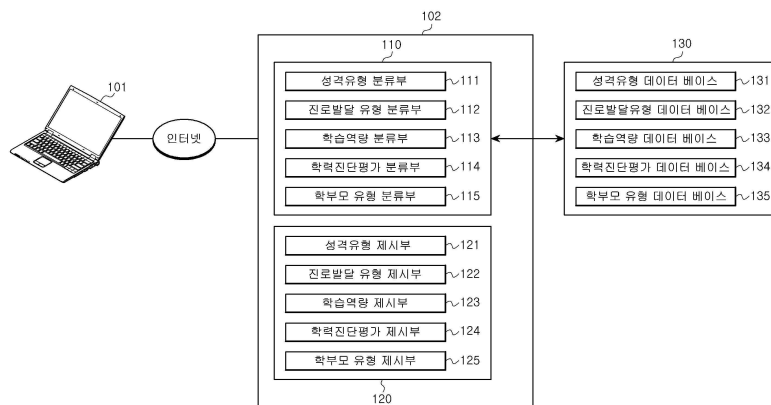 102
110
130
101
성격유형 분류부 111
성격유형 데이터 베이스 131
진로발달 유형 분류부 112
진로발달유형 데이터 베이스 132
인터넷
학습역량 분류부 113
학습역량 데이터 베이스 133
학력진단평가 분류부 114
학력진단평가 데이터 베이스 134
학부모 유형 분류부 115
학부모 유형 데이터 베이스 135
성격유형 제시부 121
진로발달 유형 제시부 122
학습역량 제시부 123
학력진단평가 제시부 124
학부모 유형 제시부 125
120